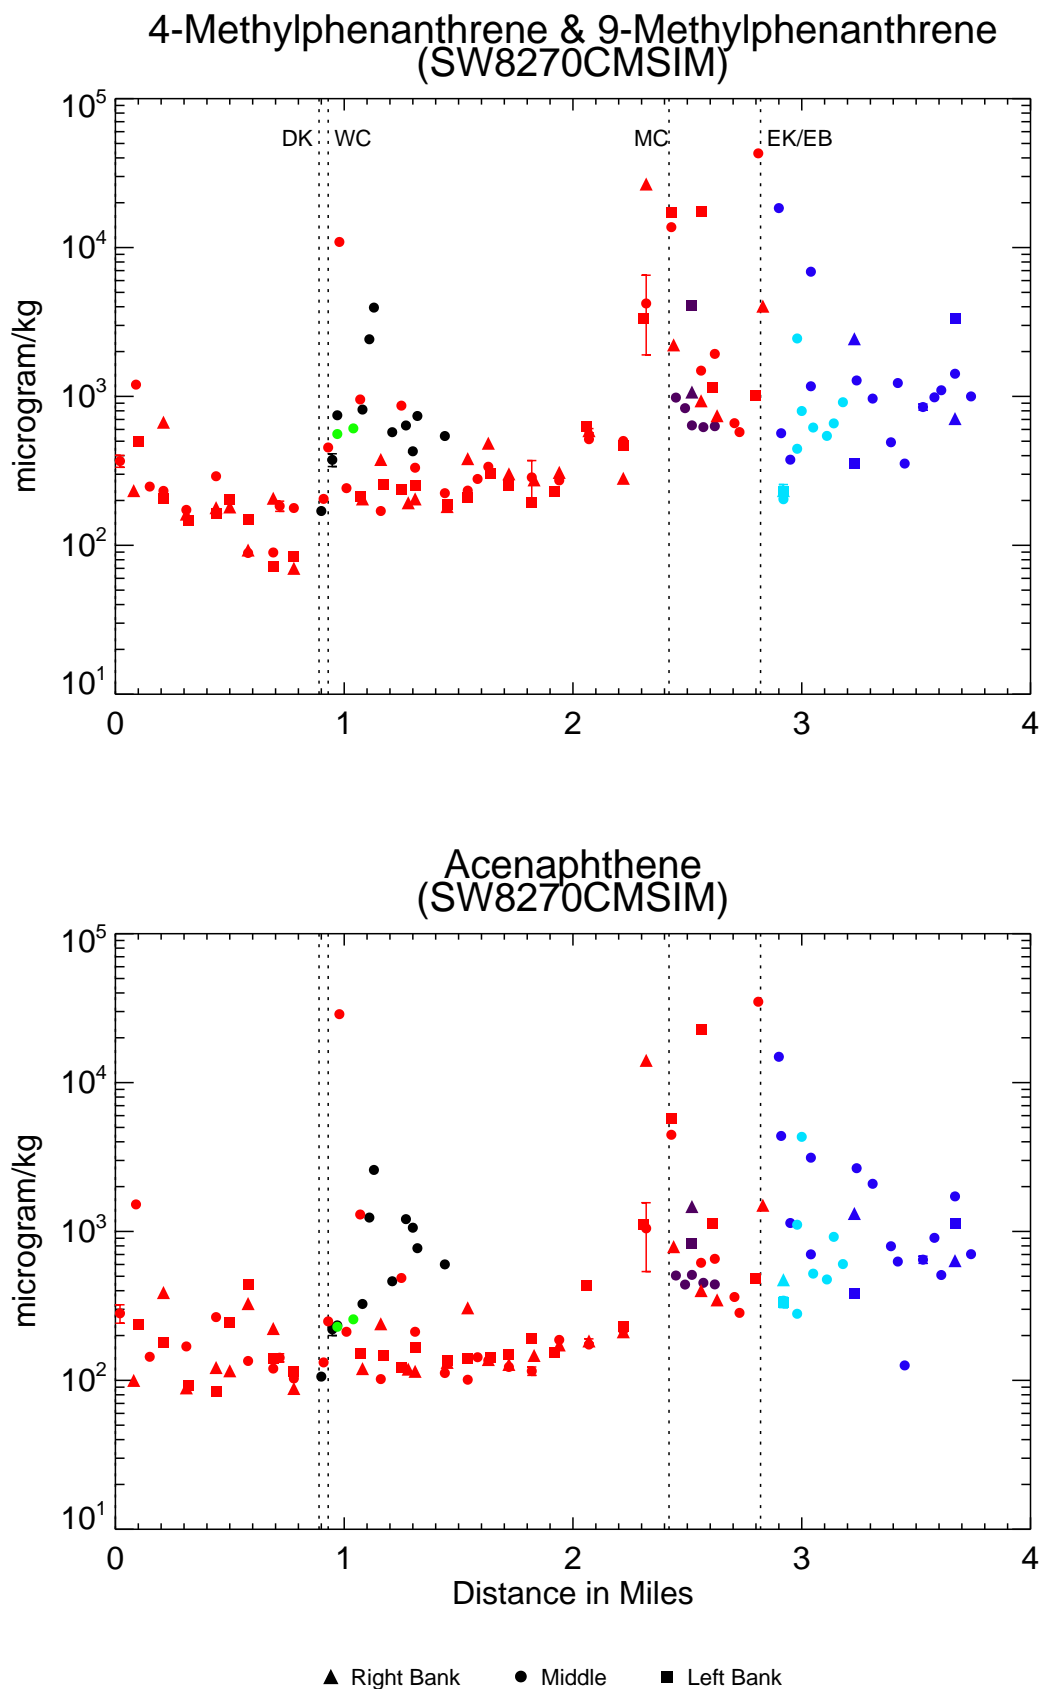 4-Methylphenanthrene & 9-Methylphenanthrene
(SW8270CMSIM)
10^5
DK
WC
MC
EK/EB
10^4
10^3
10^2
10^1
microgram/kg
0 1 2 3 4
Acenaphthene
(SW8270CMSIM)
10^5
10^4
10^3
10^2
10^1
microgram/kg
0 1 2 3 4
Distance in Miles
Right Bank Middle Left Bank